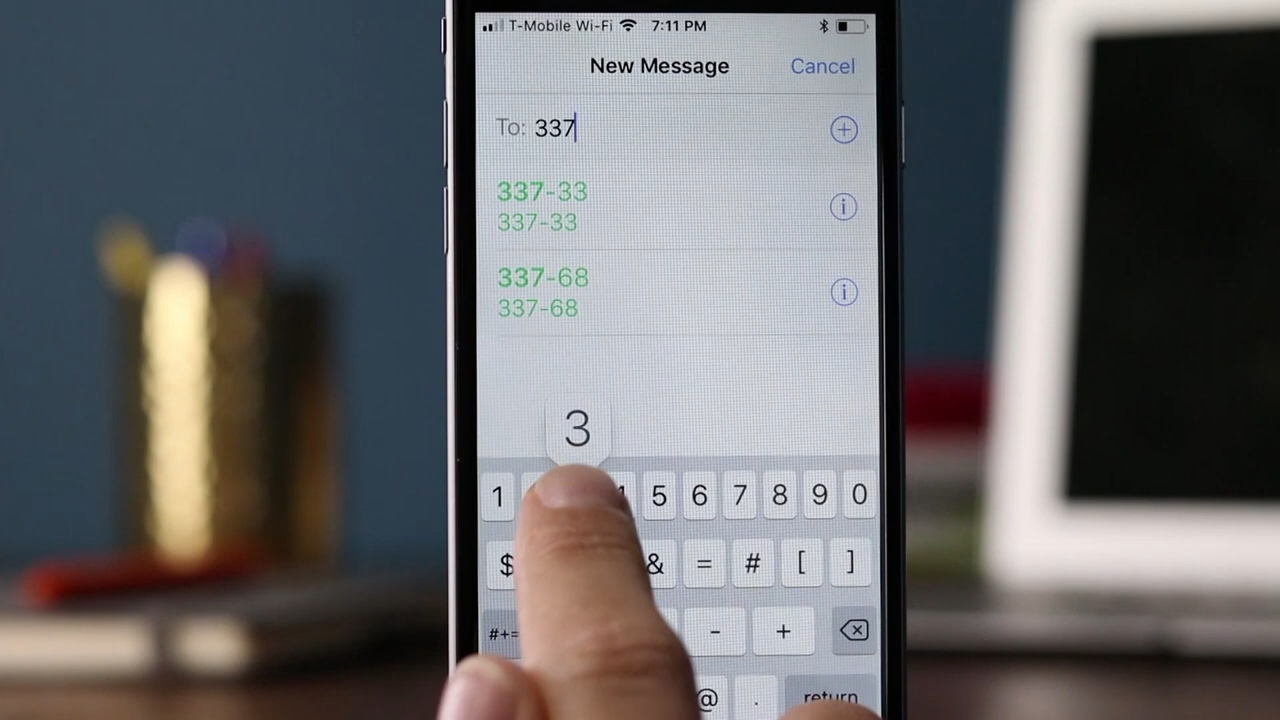 T-Mobile Wi-Fi 7:11 PM
New Message Cancel
To: 337
337-33
337-33
337-68
337-68
3
1 5 6 7 8 9 0
$ & = # [ ]
#+= - +
@ . return